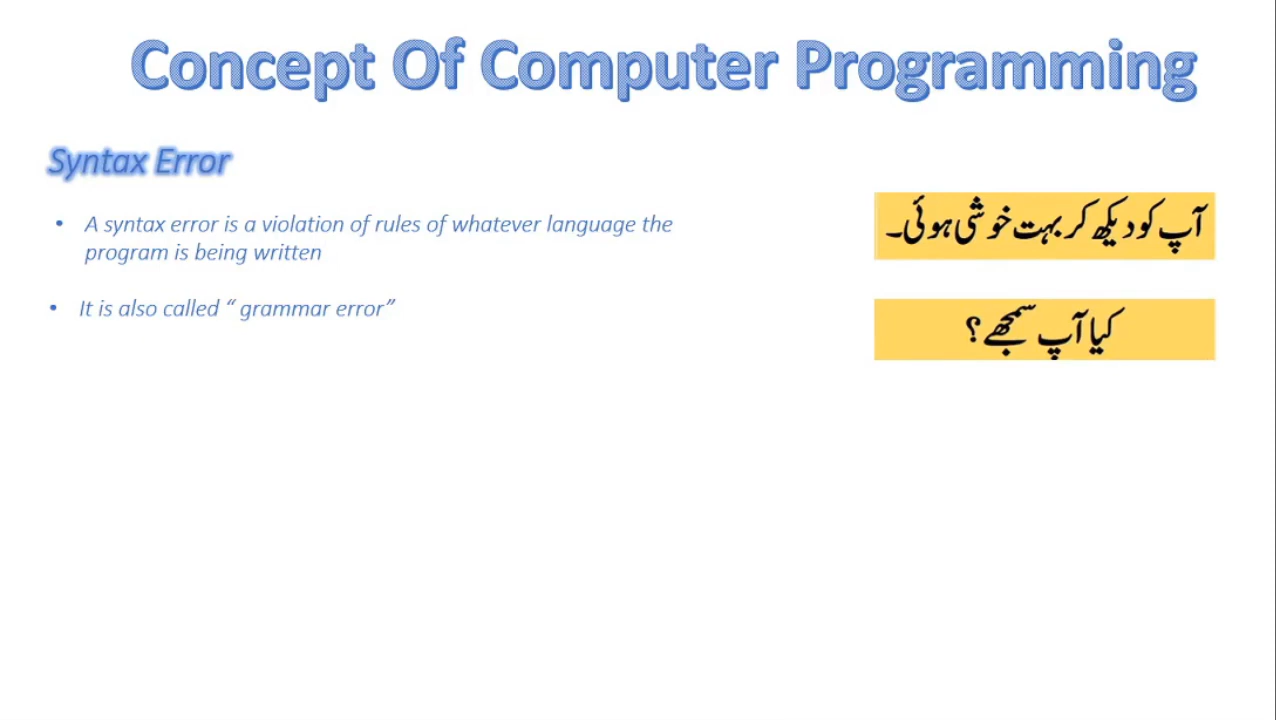 Concept Of Computer Programming
Syntax Error
• A syntax error is a violation of rules of whatever language the
program is being written
• It is also called “ grammar error”
آپ کو دیکھ کر بہت خوشی ہوئی۔
کیا آپ سمجھے؟